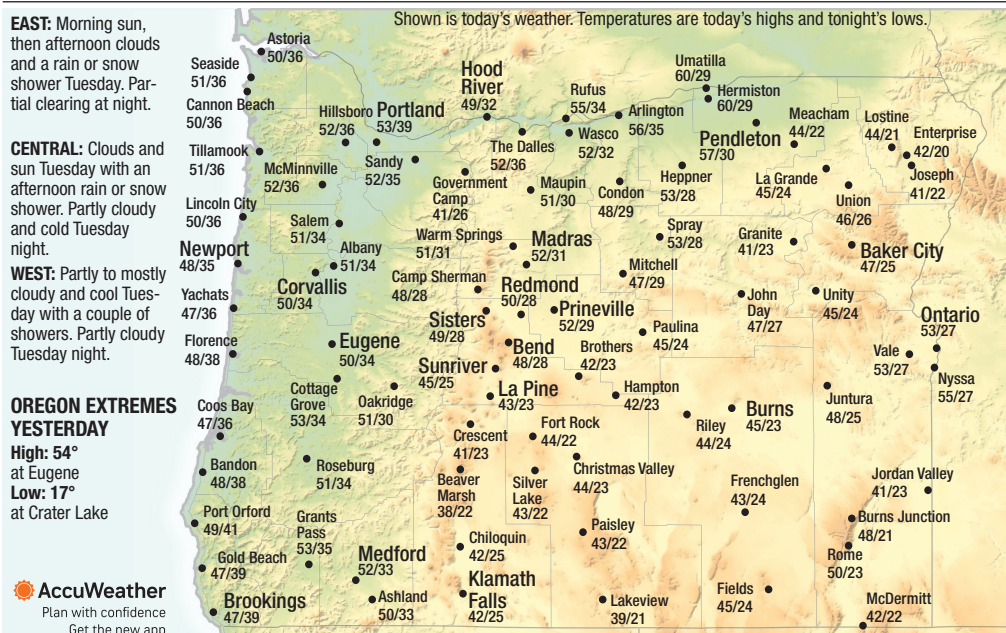 EAST: Morning sun,
then afternoon clouds
and a rain or snow
shower Tuesday. Par-
tial clearing at night.
CENTRAL: Clouds and
sun Tuesday with an
afternoon rain or snow
shower. Partly cloudy
and cold Tuesday
night.
WEST: Partly to mostly
cloudy and cool Tues-
day with a couple of
showers. Partly cloudy
Tuesday night.
OREGON EXTREMES
YESTERDAY
High: 54°
at Eugene
Low: 17°
at Crater Lake
AccuWeather
Plan with confidence
Get the new app
Shown is today's weather. Temperatures are today's highs and tonight's lows.
Astoria
50/36
Seaside
51/36
Cannon Beach
50/36
Hillsboro
52/36
Portland
53/39
Hood
River
49/32
Rufus
55/34
Arlington
56/35
Umatilla
60/29
Hermiston
60/29
Meacham
44/22
Lostine
44/21
Enterprise
42/20
Joseph
41/22
Tillamook
51/36
McMinnville
52/36
Sandy
52/35
The Dalles
52/36
Wasco
52/32
Pendleton
57/30
Government
Camp
41/26
Maupin
51/30
Condon
48/29
Heppner
53/28
La Grande
45/24
Union
46/26
Lincoln City
50/36
Salem
51/34
Newport
48/35
Albany
51/34
Corvallis
50/34
Warm Springs
51/31
Madras
52/31
Spray
53/28
Granite
41/23
Baker City
47/25
Mitchell
47/29
Camp Sherman
48/28
Redmond
50/28
Prineville
52/29
John
Day
47/27
Unity
45/24
Ontario
53/27
Yachats
47/36
Sisters
49/28
Paulina
45/24
Florence
48/38
Eugene
50/34
Bend
48/28
Brothers
42/23
Vale
53/27
Nyssa
55/27
Sunriver
45/25
Cottage
Grove
53/34
Oakridge
51/30
La Pine
43/23
Hampton
42/23
Juntura
48/25
Coos Bay
47/36
Fort Rock
44/22
Riley
44/24
Burns
45/23
Crescent
41/23
Bandon
48/38
Roseburg
51/34
Beaver
Marsh
38/22
Silver
Lake
43/22
Christmas Valley
44/23
Frenchglen
43/24
Jordan Valley
41/23
Port Orford
49/41
Grants
Pass
53/35
Paisley
43/22
Burns Junction
48/21
Chiloquin
42/25
Rome
50/23
Gold Beach
47/39
Medford
52/33
Klamath
Falls
42/25
Brookings
47/39
Ashland
50/33
Lakeview
39/21
Fields
45/24
McDermitt
42/22